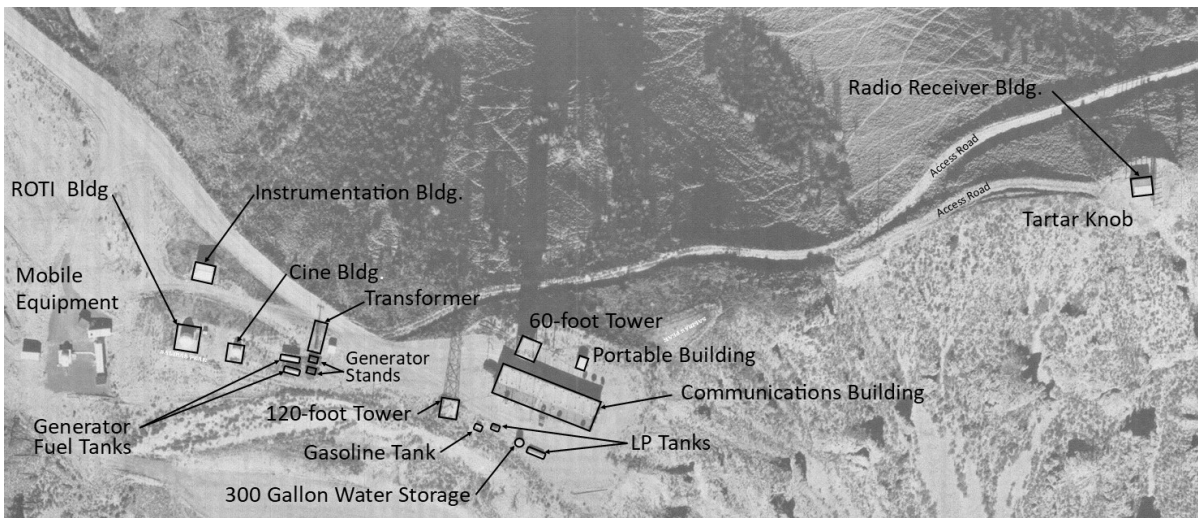 Radio Receiver Bldg.
Access Road
Access Road
Tartar Knob
ROTI Bldg.
Instrumentation Bldg.
Cine Bldg.
Mobile
Equipment
Transformer
60-foot Tower
Portable Building
Generator
Stands
Communications Building
120-foot Tower
Generator
Fuel Tanks
Gasoline Tank
LP Tanks
300 Gallon Water Storage